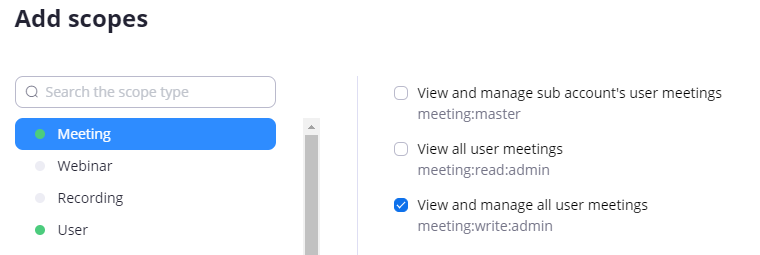 Add scopes
Search the scope type
Meeting
Webinar
Recording
User
View and manage sub account's user meetings
meeting:master
View all user meetings
meeting:read:admin
View and manage all user meetings
meeting:write:admin